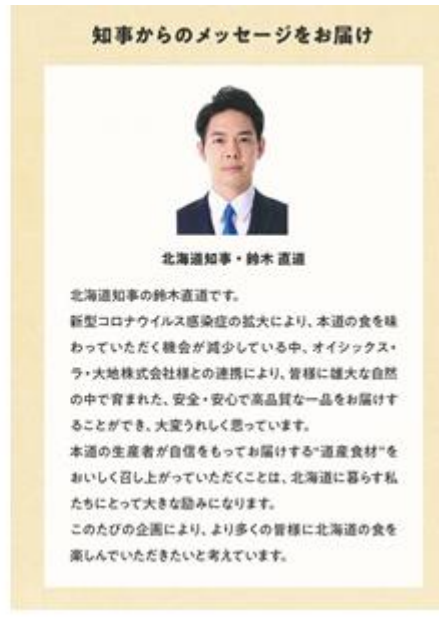 知事からのメッセージをお届け
北海道知事・鈴木 直道
北海道知事の鈴木直道です。
新型コロナウイルス感染症の拡大により、本道の食を味
わっていただく機会が減少している中、オイシックス・
ラ・大地株式会社様との連携により、皆様に雄大な自然
の中で育まれた、安全・安心で高品質な一品をお届けす
ることができ、大変うれしく思っています。
本道の生産者が自信をもってお届けする“道産食材”を
おいしく召し上がっていただくことは、北海道に暮らす私
たちにとって大きな励みになります。
このたびの企画により、より多くの皆様に北海道の食を
楽しんでいただきたいと考えています。